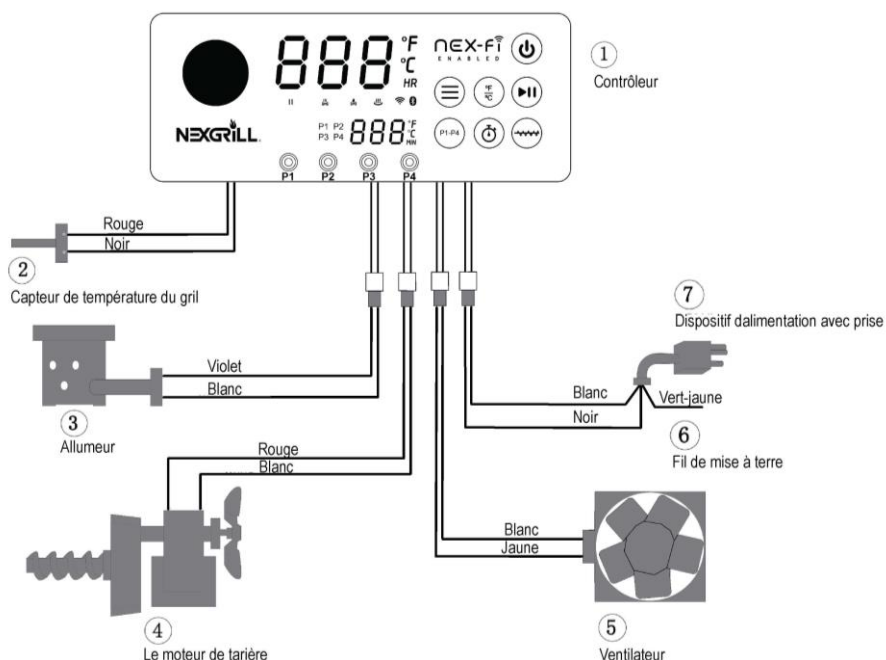 888 °F
°C
HR
P1 P2
P3 P4
888 °F
°C
MIN
NEXGRILL
P1 P2 P3 P4
nex-fi
ENABLED
°F
°C
P1-P4
① Contrôleur
Rouge
Noir
② Capteur de température du gril
Violet
Blanc
③ Allumeur
Rouge
Blanc
④ Le moteur de tarière
⑦ Dispositif dalimentation avec prise
Blanc
Vert-jaune
Noir
⑥ Fil de mise à terre
Blanc
Jaune
⑤ Ventilateur